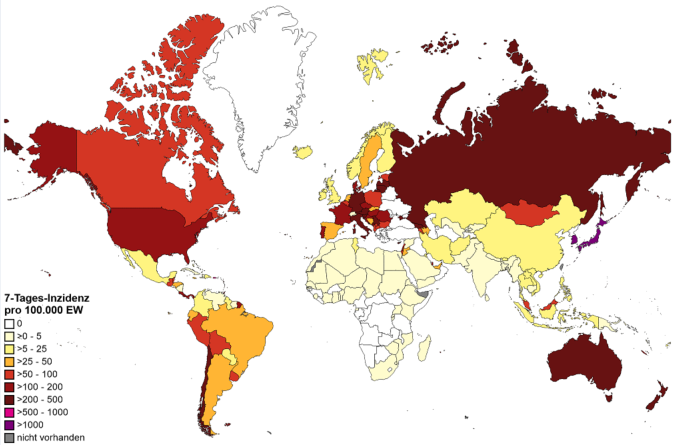 7-Tages-Inzidenz
pro 100.000 EW
0
>0 - 5
>5 - 25
>25 - 50
>50 - 100
>100 - 200
>200 - 500
>500 - 1000
>1000
nicht vorhanden